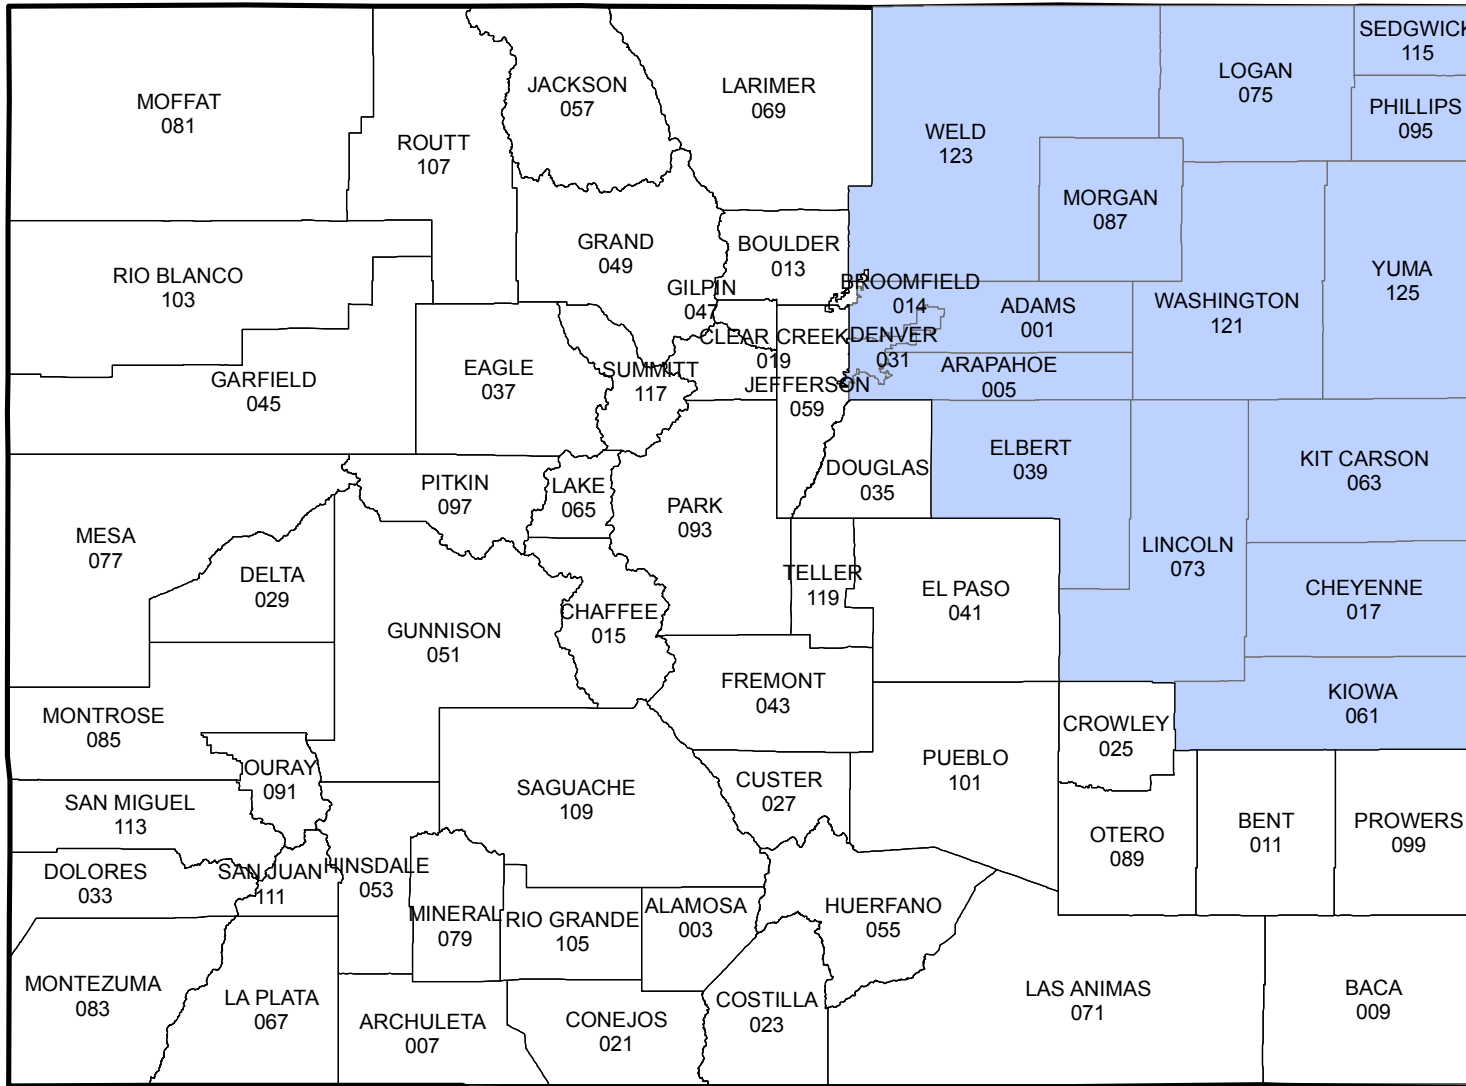 SEDGWICK
115
JACKSON
057
LARIMER
069
LOGAN
075
MOFFAT
081
PHILLIPS
095
ROUTT
107
WELD
123
MORGAN
087
GRAND
049
BOULDER
013
RIO BLANCO
103
YUMA
125
GILPIN
047
BROOMFIELD
014
ADAMS
001
WASHINGTON
121
CLEAR CREEK
019
DENVER
031
EAGLE
037
SUMMITT
117
ARAPAHOE
005
GARFIELD
045
JEFFERSON
059
ELBERT
039
KIT CARSON
063
DOUGLAS
035
PITKIN
097
LAKE
065
PARK
093
MESA
077
LINCOLN
073
DELTA
029
TELLER
119
EL PASO
041
CHEYENNE
017
CHAFFEE
015
GUNNISON
051
FREMONT
043
KIOWA
061
MONTROSE
085
CROWLEY
025
OURAY
091
PUEBLO
101
CUSTER
027
SAGUACHE
109
SAN MIGUEL
113
OTERO
089
BENT
011
PROWERS
099
DOLORES
033
SAN JUAN
111
HINSDALE
053
MINERAL
079
RIO GRANDE
105
ALAMOSA
003
HUERFANO
055
MONTEZUMA
083
LA PLATA
067
ARCHULETA
007
CONEJOS
021
COSTILLA
023
LAS ANIMAS
071
BACA
009